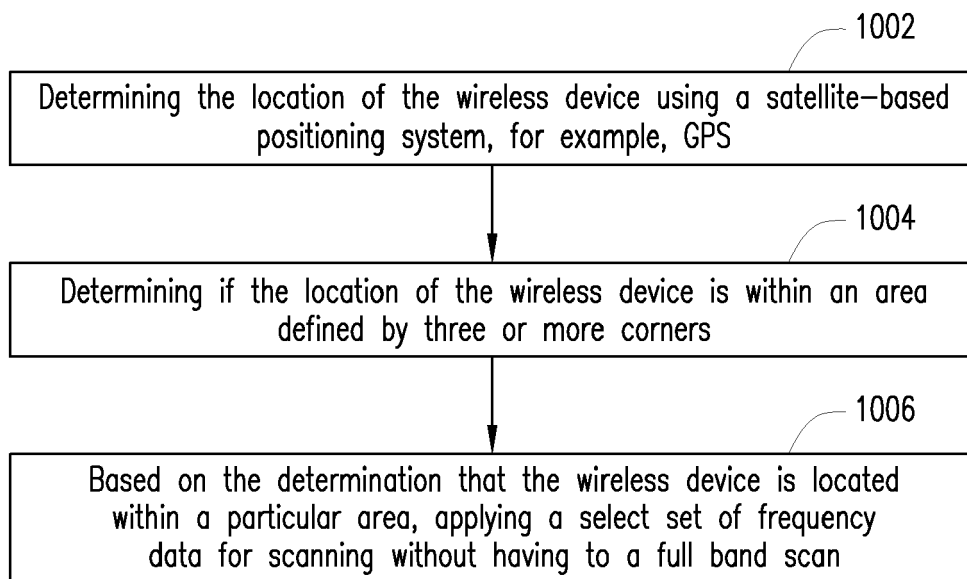 1002
Determining the location of the wireless device using a satellite-based
positioning system, for example, GPS
1004
Determining if the location of the wireless device is within an area
defined by three or more corners
1006
Based on the determination that the wireless device is located
within a particular area, applying a select set of frequency
data for scanning without having to a full band scan